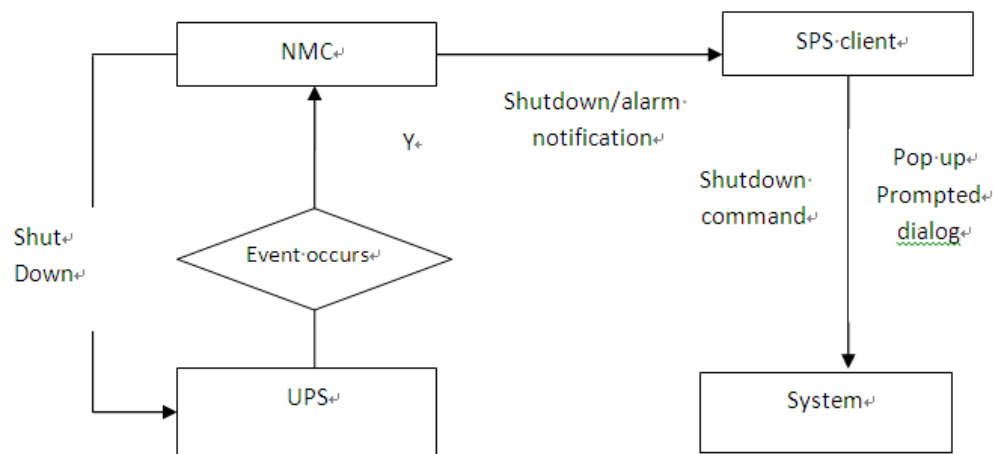 NMC
SPS client
Shutdown/alarm
notification
Y
Shutdown
command
Pop up
Prompted
dialog
Shut
Down
Event occurs
UPS
System